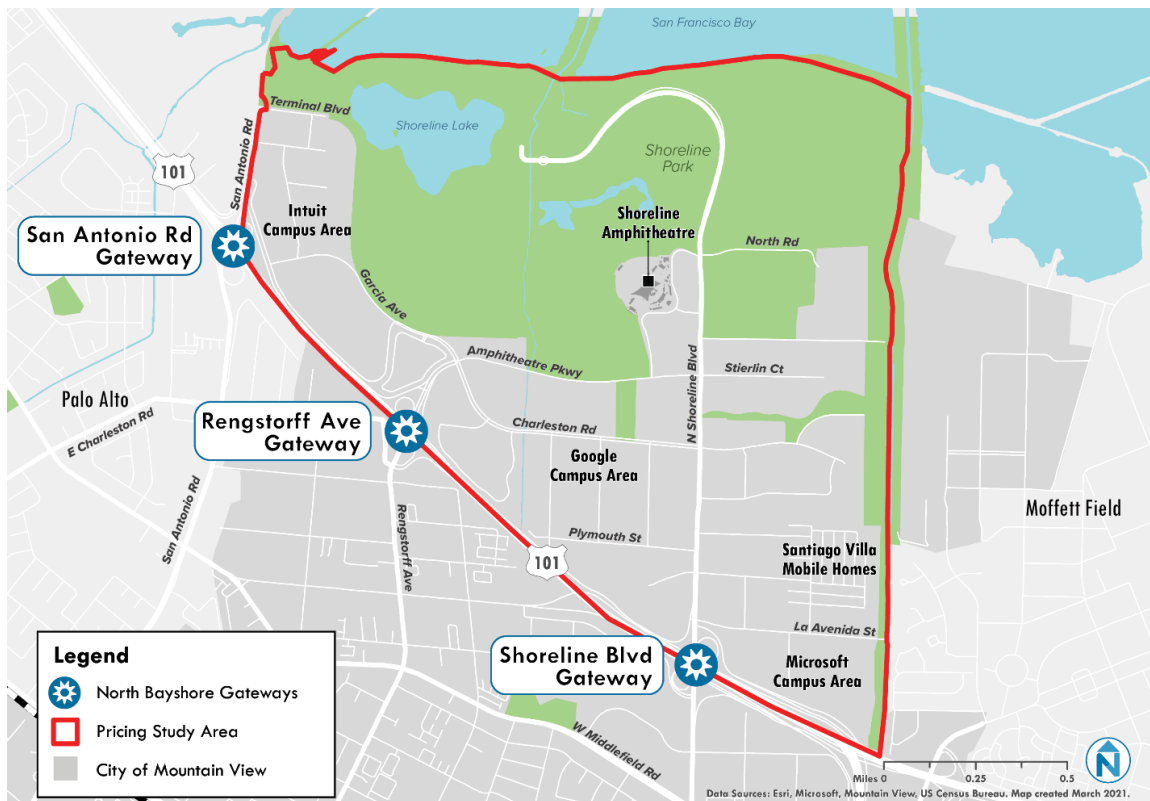 San Francisco Bay
Terminal Blvd
Shoreline Lake
101
San Antonio Rd
Shoreline
Park
Intuit
Campus Area
Shoreline
Amphitheatre
San Antonio Rd
Gateway
North Rd
Garcia Ave
Amphitheatre Pkwy
Stierlin Ct
N Shoreline Blvd
Palo Alto
E Charleston Rd
Rengstorff Ave
Gateway
Charleston Rd
Google
Campus Area
San Antonio Rd
Rengstorff Ave
Plymouth St
Moffett Field
101
Santiago Villa
Mobile Homes
La Avenida St
Shoreline Blvd
Gateway
Microsoft
Campus Area
W Middlefield Rd
Legend
North Bayshore Gateways
Pricing Study Area
City of Mountain View
N
Miles 0 0.25 0.5
Data Sources: Esri, Microsoft, Mountain View, US Census Bureau. Map created March 2021.